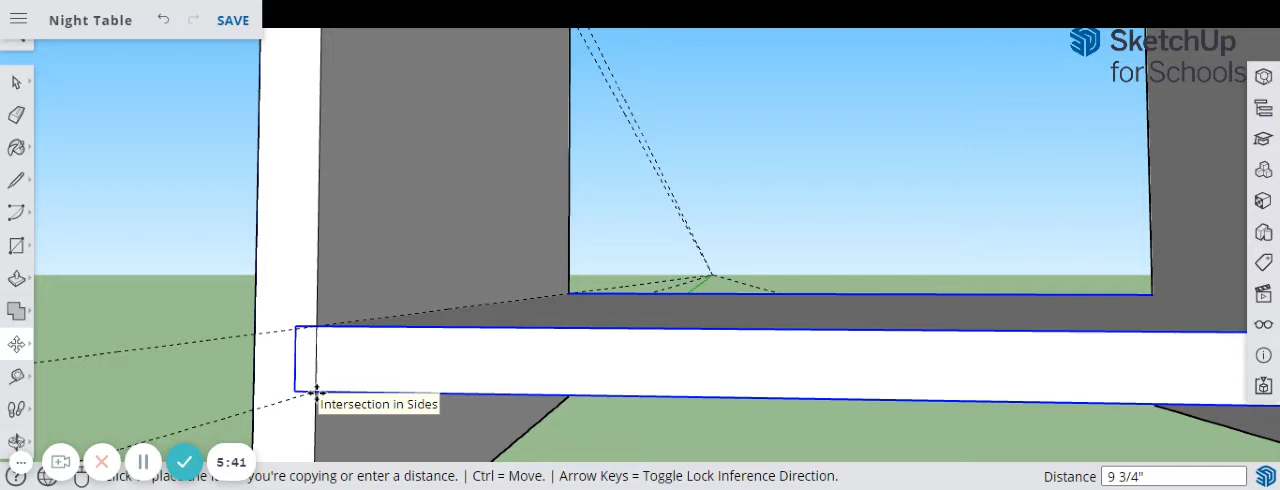 Night Table
SAVE
SketchUp
for Schools
Intersection in Sides
5:41
you're copying or enter a distance. | Ctrl = Move. | Arrow Keys = Toggle Lock Inference Direction.
Distance 9 3/4"